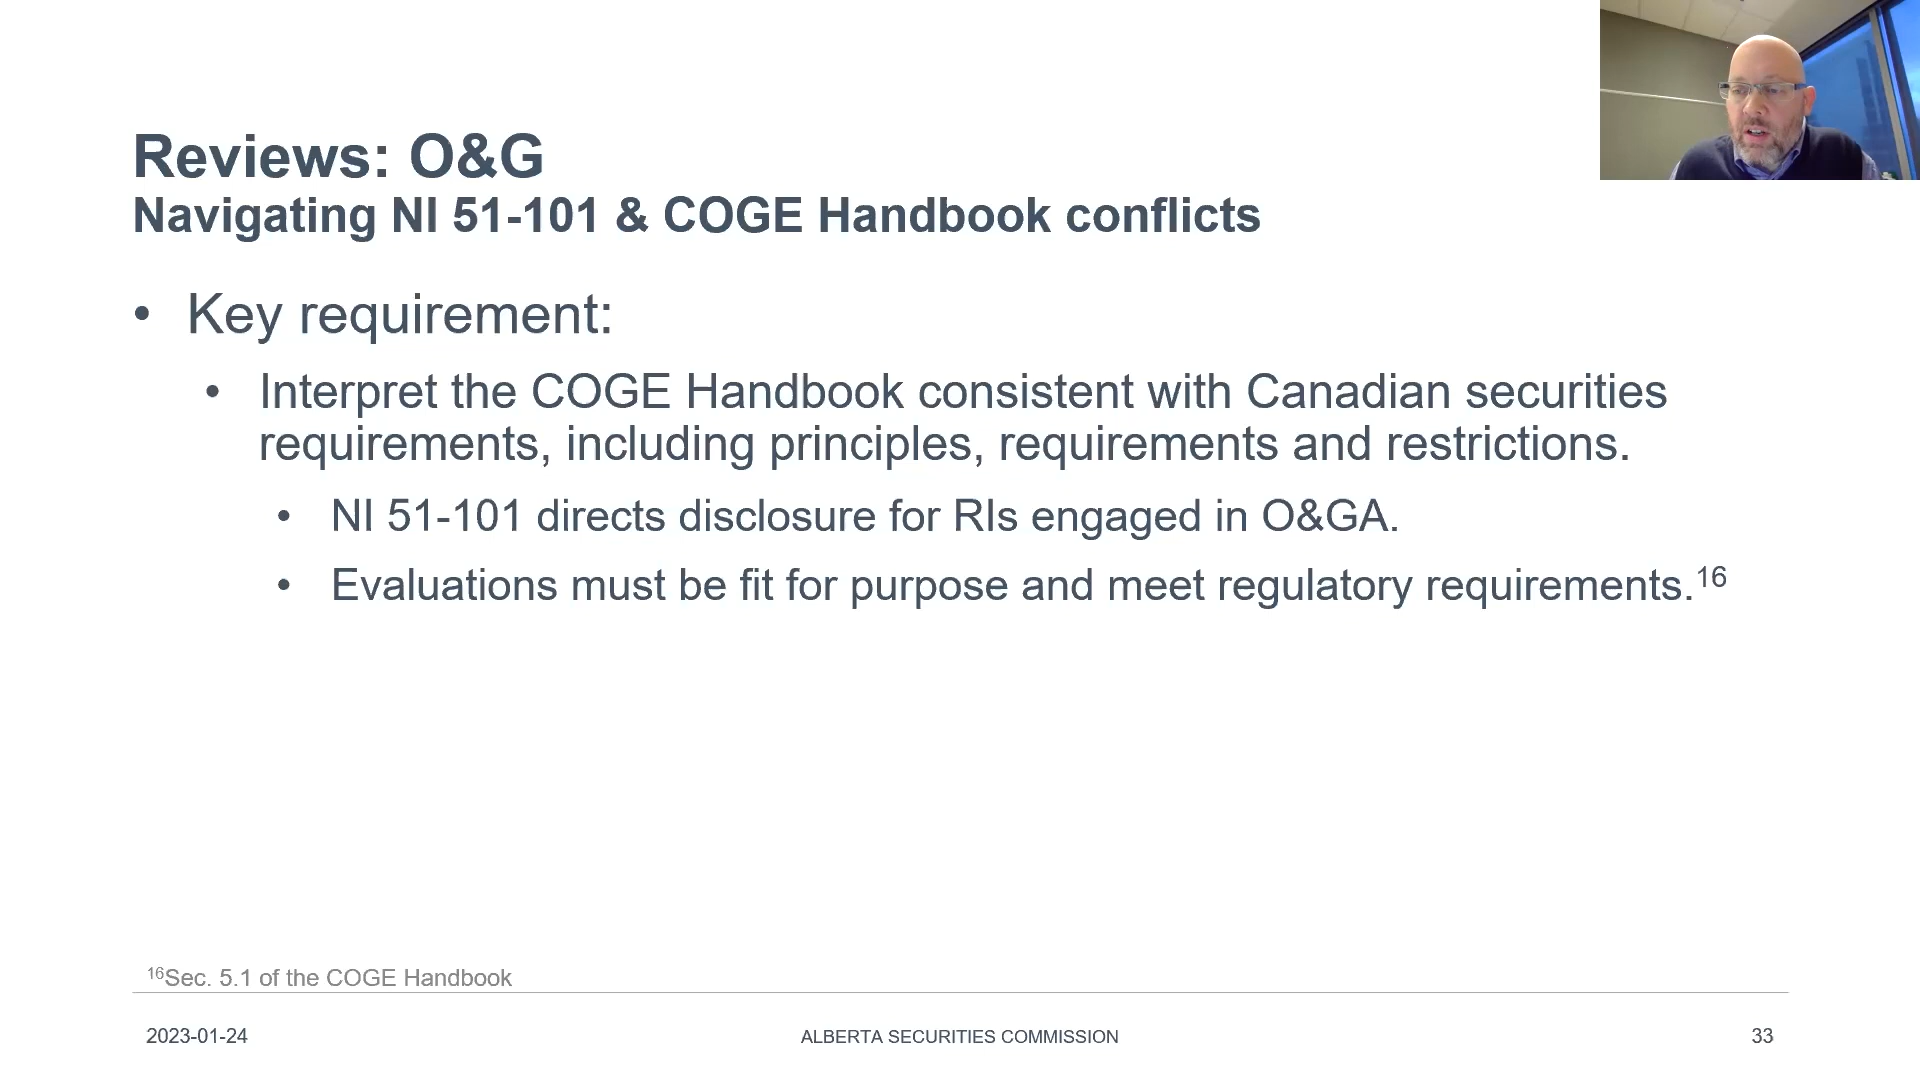 Reviews: O&G
Navigating NI 51-101 & COGE Handbook conflicts
• Key requirement:
• Interpret the COGE Handbook consistent with Canadian securities
requirements, including principles, requirements and restrictions.
• NI 51-101 directs disclosure for RIs engaged in O&GA.
• Evaluations must be fit for purpose and meet regulatory requirements.16
16Sec. 5.1 of the COGE Handbook
2023-01-24
ALBERTA SECURITIES COMMISSION
33